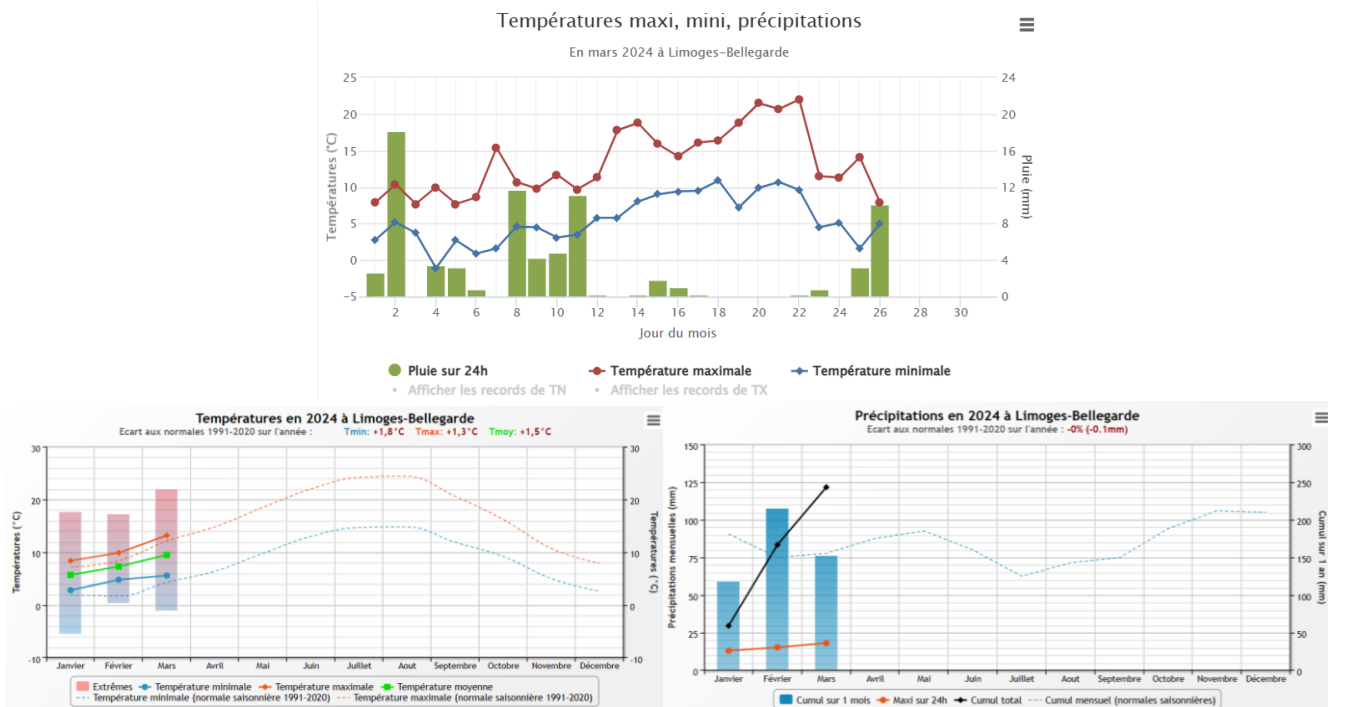 Températures maxi, mini, précipitations
En mars 2024 à Limoges-Bellegarde
25
20
15
10
5
0
-5
Températures (°C)
24
20
16
12
8
4
0
Pluie (mm)
2 4 6 8 10 12 14 16 18 20 22 24 26 28 30
Jour du mois
Pluie sur 24h Température maximale Température minimale
Afficher les records de TN Afficher les records de TX
Températures en 2024 à Limoges-Bellegarde
Ecart aux normales 1991-2020 sur l'année : Tmin: +1,8°C Tmax: +1,3°C Tmoy: +1,5°C
30
20
10
0
-10
Températures (°C)
30
20
10
0
-10
Températures (°C)
Janvier Février Mars Avril Mai Juin Juillet Aout Septembre Octobre Novembre Décembre
Extrêmes Température minimale Température maximale Température moyenne
Température minimale (normale saisonnière 1991-2020) Température maximale (normale saisonnière 1991-2020)
Précipitations en 2024 à Limoges-Bellegarde
Ecart aux normales 1991-2020 sur l'année : -0% (-0.1mm)
150
125
100
75
50
25
0
Précipitations mensuelles (mm)
300
250
200
150
100
50
0
Cumul sur 1 an (mm)
Janvier Février Mars Avril Mai Juin Juillet Aout Septembre Octobre Novembre Décembre
Cumul sur 1 mois Maxi sur 24h Cumul total Cumul mensuel (normales saisonnières)